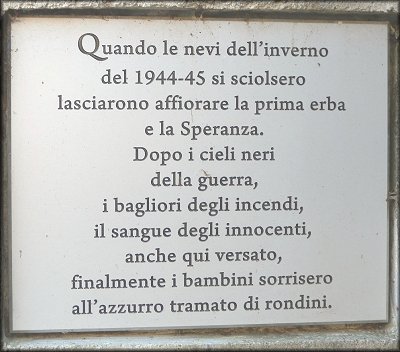 Quando le nevi dell'inverno
del 1944-45 si sciolsero
lasciarono affiorare la prima erba
e la Speranza.
Dopo i cieli neri
della guerra,
i bagliori degli incendi,
il sangue degli innocenti,
anche qui versato,
finalmente i bambini sorrisero
all'azzurro tramato di rondini.